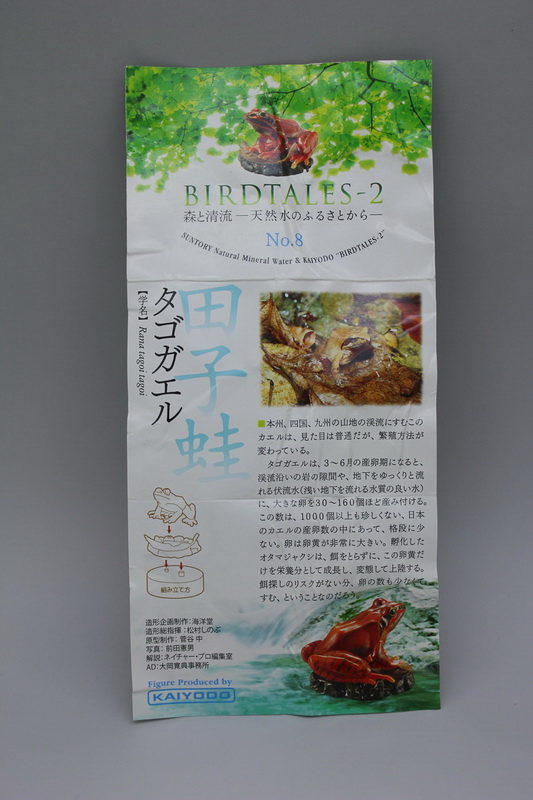 BIRDTALES-2
森と清流 ―天然水のふるさとから―
No.8
SUNTORY Natural Mineral Water & KAIYODO "BIRDTALES-2"
田子蛙
タゴガエル
【学名】 Rana tagoi tagoi
■本州、四国、九州の山地の渓流にすむこの
カエルは、見た目は普通だが、繁殖方法が
変わっている。
タゴガエルは、3〜6月の産卵期になると、
渓流沿いの岩の隙間や、地下をゆっくりと流
れる伏流水(浅い地下を流れる水質の良い水)
に、大きな卵を30〜160個ほど産み付ける。
この数は、1000個以上も珍しくない、日本
のカエルの産卵数の中にあって、格段に少
ない。卵は卵黄が非常に大きい。孵化した
オタマジャクシは、餌をとらずに、この卵黄だ
けを栄養分として成長し、変態して上陸する。
餌探しのリスクがない分、卵の数も少なくて
すむ、ということなのだろう。
組み立て方
造形企画制作:海洋堂
造形総指揮:松村しのぶ
原型制作:菅谷 中
写真:前田憲男
解説:ネイチャー・プロ編集室
AD:大岡寛典事務所
Figure Produced by
KAIYODO